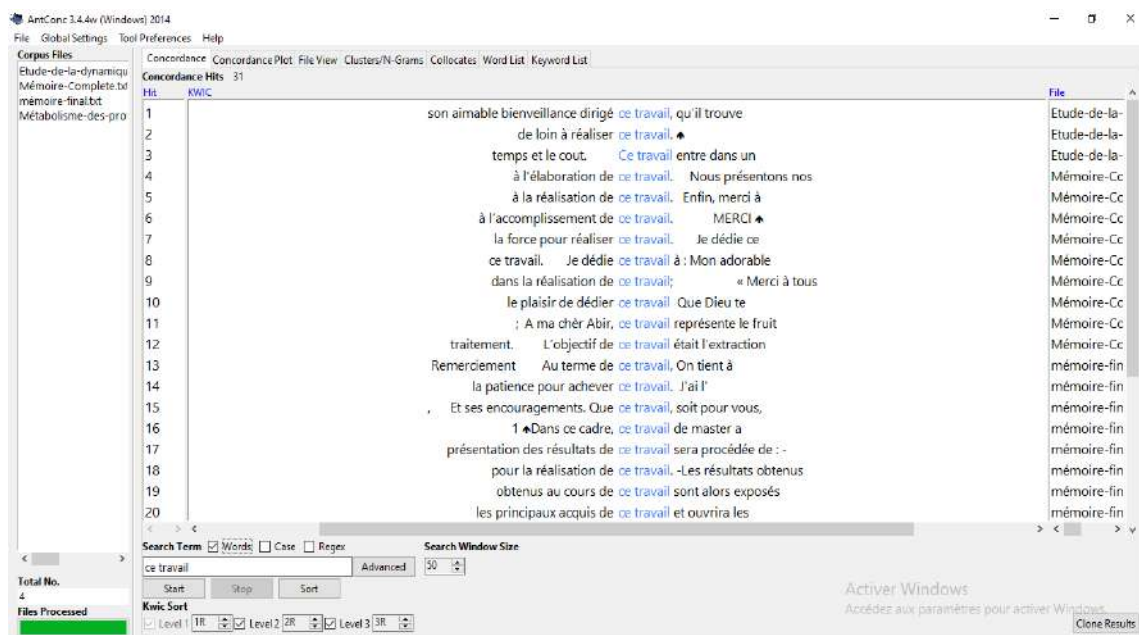 AntConc 3.4.4w (Windows) 2014
File Global Settings Tool Preferences Help
Corpus Files
Etude-de-la-dynamiqu
Mémoire-Complete.txt
mémoire-final.txt
Métabolisme-des-pro
Concordance Concordance Plot File View Clusters/N-Grams Collocates Word List Keyword List
Concordance Hits 31
Hit KWIC File
1 son aimable bienveillance dirigé ce travail, qu'il trouve Etude-de-la-
2 de loin à réaliser ce travail. Etude-de-la-
3 temps et le cout. Ce travail entre dans un Etude-de-la-
4 à l'élaboration de ce travail. Nous présentons nos Mémoire-Cc
5 à la réalisation de ce travail. Enfin, merci à Mémoire-Cc
6 à l'accomplissement de ce travail. MERCI Mémoire-Cc
7 la force pour réaliser ce travail. Je dédie ce Mémoire-Cc
8 ce travail. Je dédie ce travail à : Mon adorable Mémoire-Cc
9 dans la réalisation de ce travail; « Merci à tous Mémoire-Cc
10 le plaisir de dédier ce travail Que Dieu te Mémoire-Cc
11 ; A ma chèr Abir, ce travail représente le fruit Mémoire-Cc
12 traitement. L'objectif de ce travail était l'extraction Mémoire-Cc
13 Remerciement Au terme de ce travail, On tient à mémoire-fin
14 la patience pour achever ce travail. J'ai l' mémoire-fin
15 , Et ses encouragements. Que ce travail, soit pour vous, mémoire-fin
16 1 Dans ce cadre, ce travail de master a mémoire-fin
17 présentation des résultats de ce travail sera procédée de : - mémoire-fin
18 pour la réalisation de ce travail. -Les résultats obtenus mémoire-fin
19 obtenus au cours de ce travail sont alors exposés mémoire-fin
20 les principaux acquis de ce travail et ouvrira les mémoire-fin
Search Term Words Case Regex Search Window Size
ce travail Advanced 50
Start Stop Sort
Kwic Sort
Level 1 1R Level 2 2R Level 3 3R
Total No.
4
Files Processed
Activer Windows
Accédez aux paramètres pour activer Windows.
Clone Results